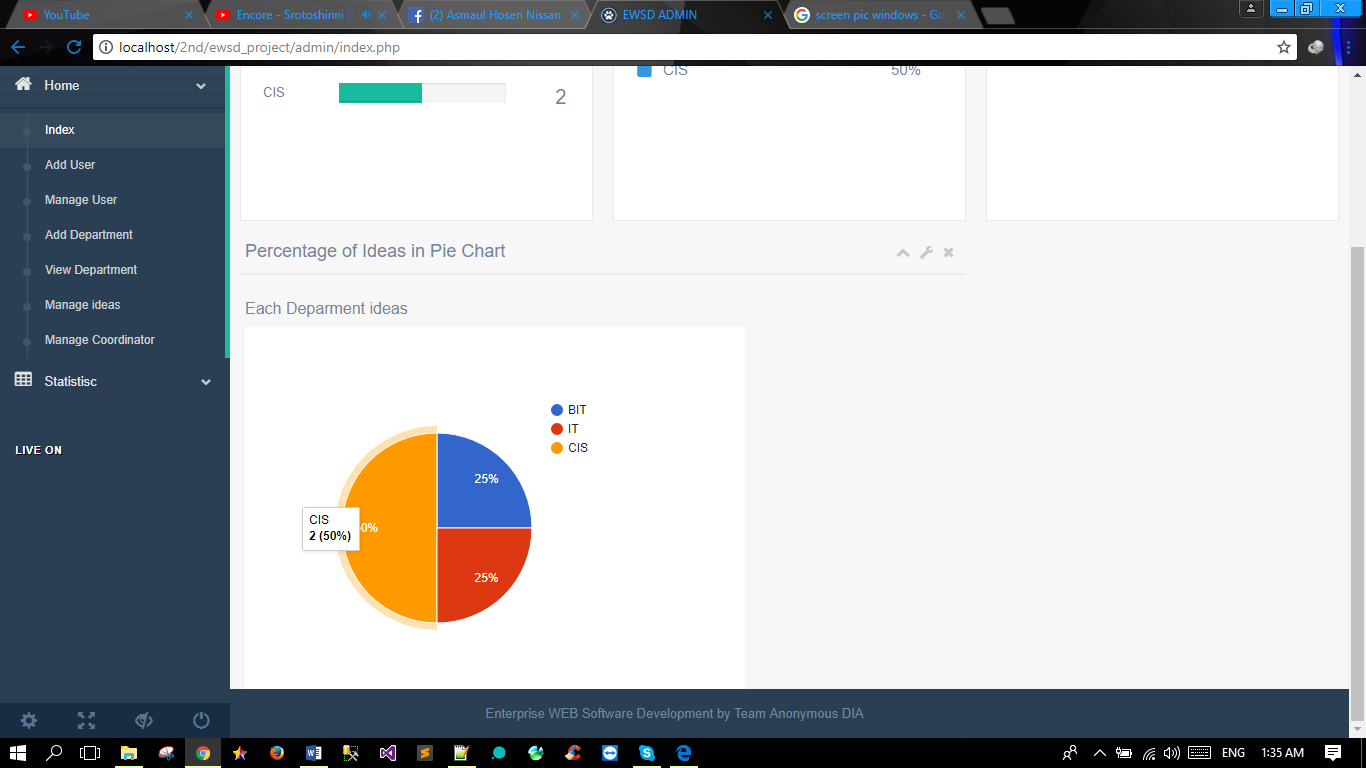 YouTube
Encore - Srotoshinni
(2) Asmaul Hosen Nissan
EWSD ADMIN
screen pic windows - Go
localhost/2nd/ewsd_project/admin/index.php
Home
Index
Add User
Manage User
Add Department
View Department
Manage ideas
Manage Coordinator
Statistisc
LIVE ON
CIS
2
CIS
50%
Percentage of Ideas in Pie Chart
Each Deparment ideas
BIT
IT
CIS
25%
25%
0%
CIS
2 (50%)
Enterprise WEB Software Development by Team Anonymous DIA
ENG
1:35 AM